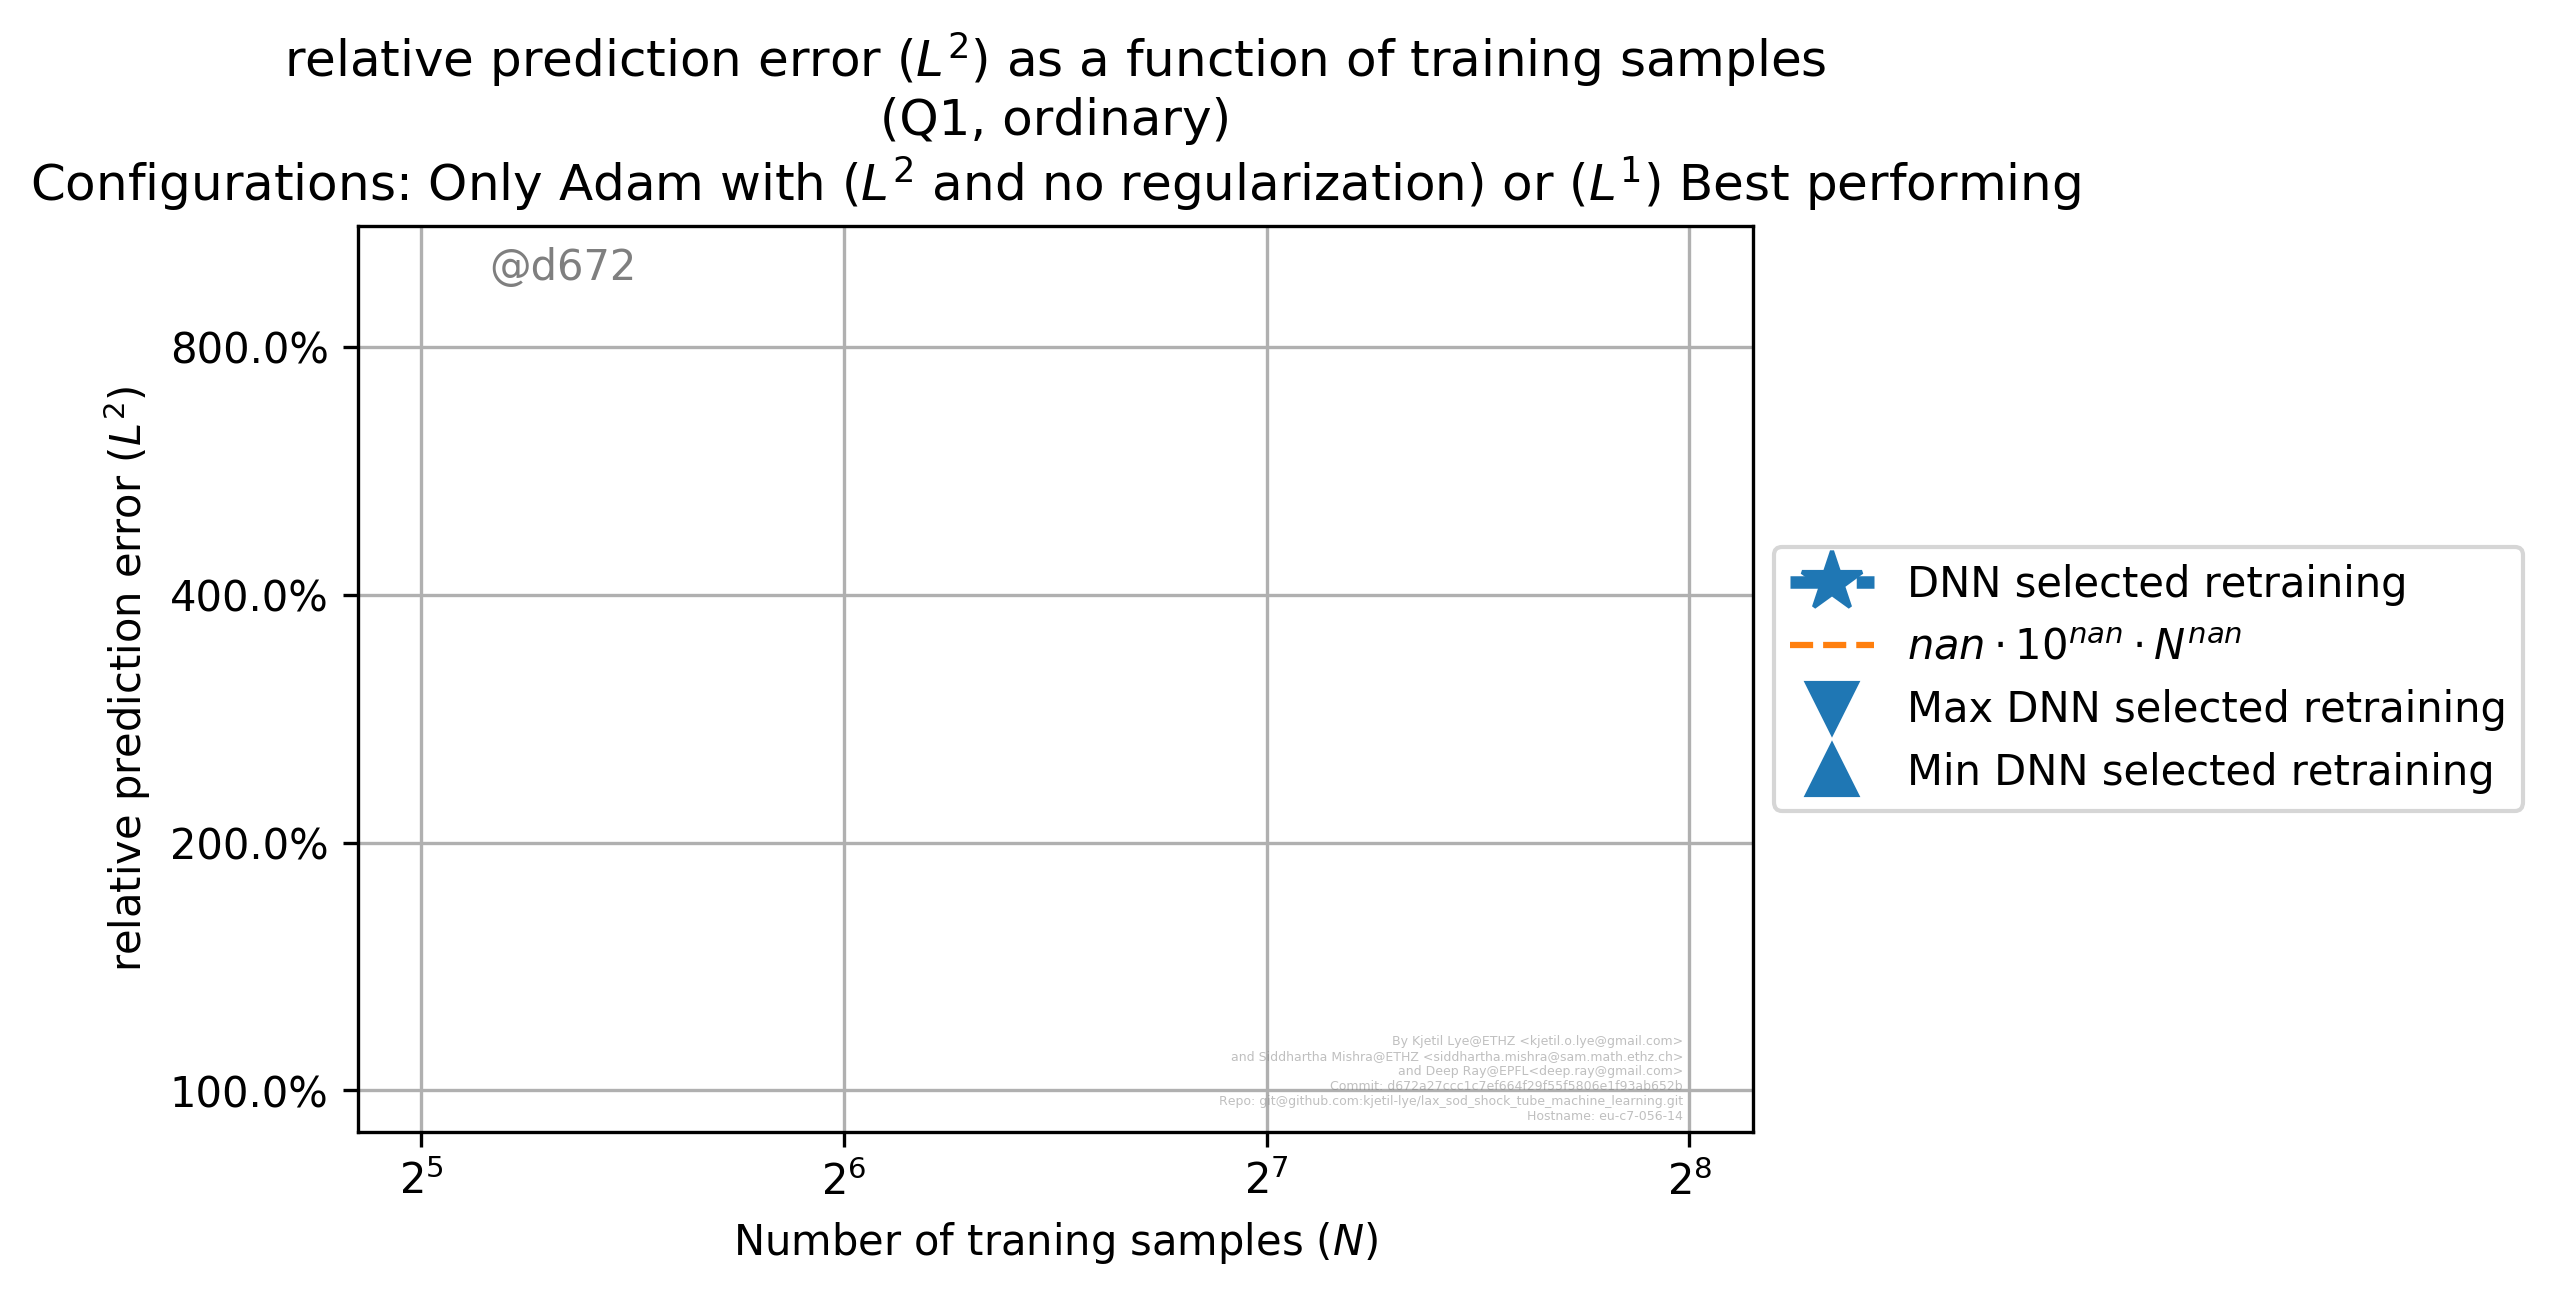 relative prediction error (L²) as a function of training samples
(Q1, ordinary)
Configurations: Only Adam with (L² and no regularization) or (L¹) Best performing
@d672
800.0%
400.0%
200.0%
100.0%
relative prediction error (L²)
2⁵
2⁶
2⁷
2⁸
Number of traning samples (N)
DNN selected retraining
nan · 10ⁿᵃⁿ · Nⁿᵃⁿ
Max DNN selected retraining
Min DNN selected retraining
By Kjetil Lye@ETHZ <kjetil.o.lye@gmail.com>
and Siddhartha Mishra@ETHZ <siddhartha.mishra@sam.math.ethz.ch>
and Deep Ray@EPFL<deep.ray@gmail.com>
Commit: d672a27ccc1c7ef664f29f55f5806e1f93ab652b
Repo: git@github.com:kjetil-lye/lax_sod_shock_tube_machine_learning.git
Hostname: eu-c7-056-14